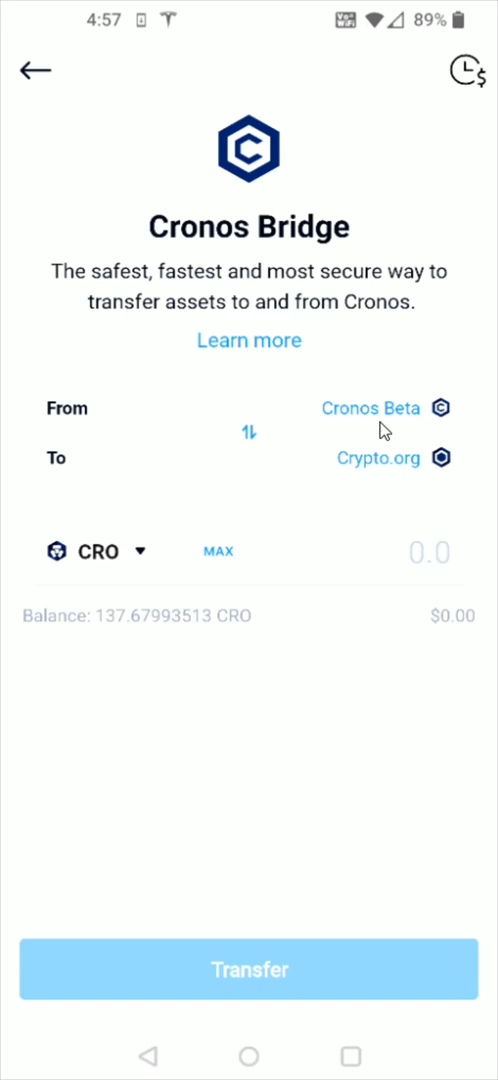 4:57 89%
Cronos Bridge
The safest, fastest and most secure way to
transfer assets to and from Cronos.
Learn more
From Cronos Beta
To Crypto.org
CRO MAX 0.0
Balance: 137.67993513 CRO $0.00
Transfer